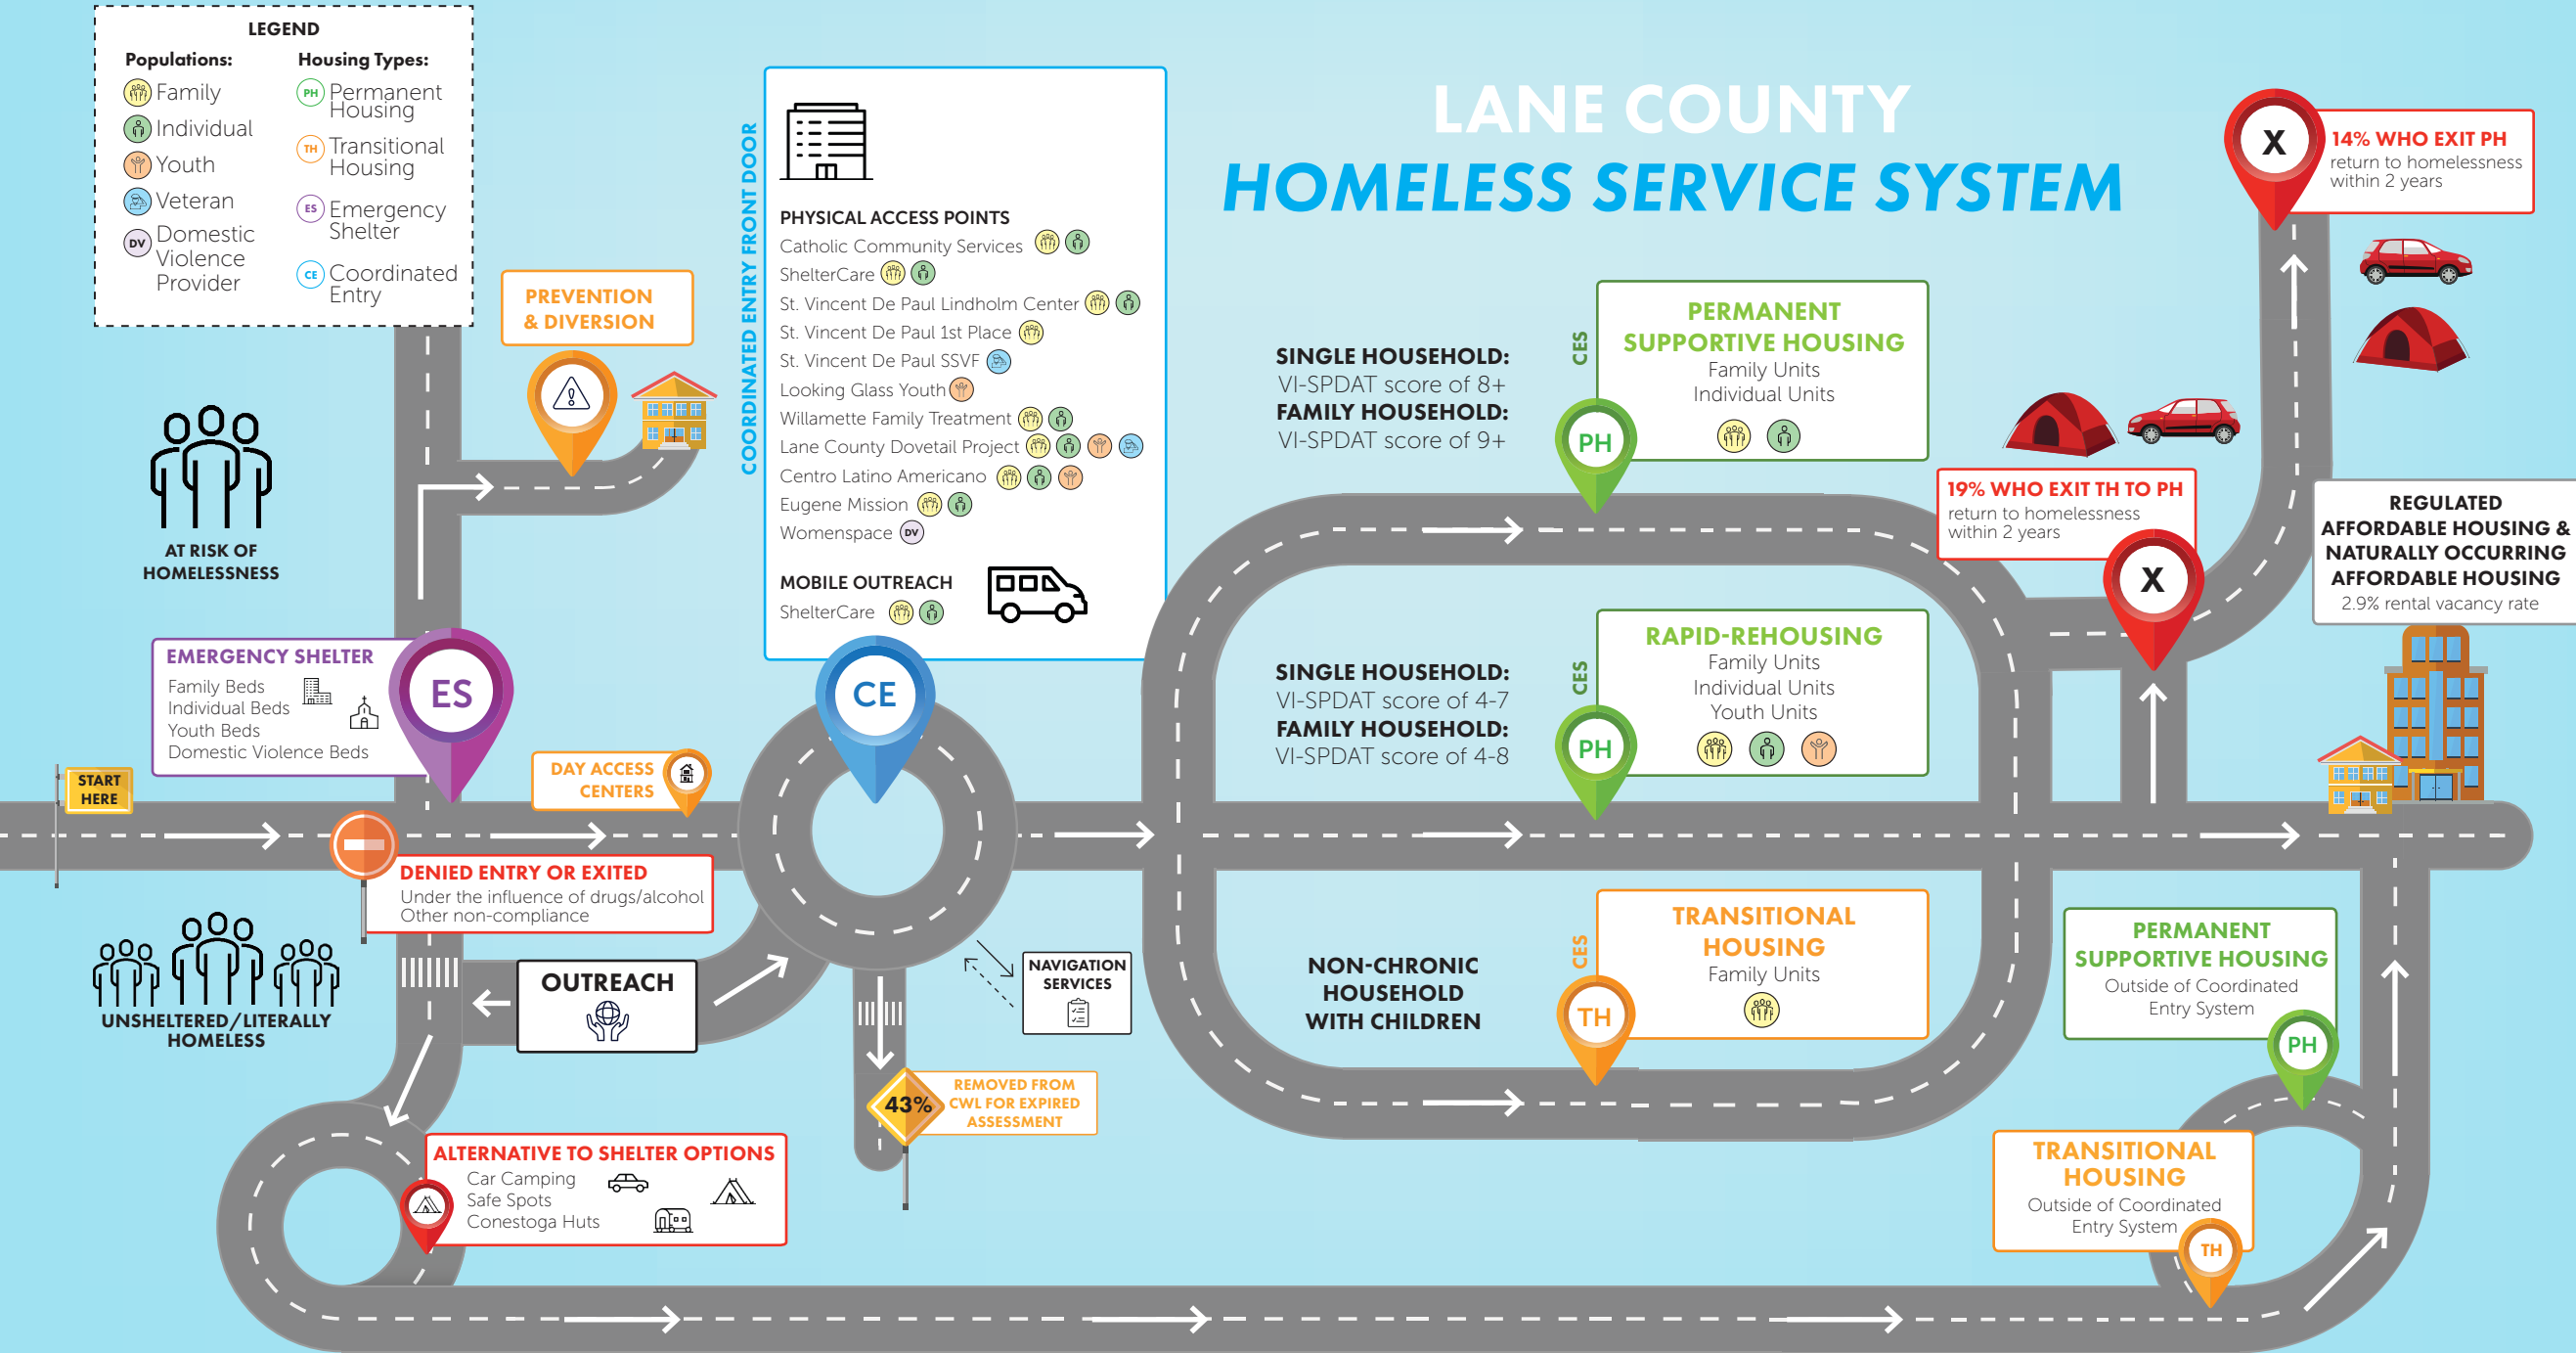 LEGEND
Populations:
Family
Individual
Youth
Veteran
DV
Domestic
Violence
Provider
Housing Types:
PH
Permanent
Housing
TH
Transitional
Housing
ES
Emergency
Shelter
CE
Coordinated
Entry
LANE COUNTY
HOMELESS SERVICE SYSTEM
PREVENTION
& DIVERSION
AT RISK OF
HOMELESSNESS
EMERGENCY SHELTER
Family Beds
Individual Beds
Youth Beds
Domestic Violence Beds
ES
START
HERE
DAY ACCESS
CENTERS
DENIED ENTRY OR EXITED
Under the influence of drugs/alcohol
Other non-compliance
UNSHELTERED/LITERALLY
HOMELESS
OUTREACH
ALTERNATIVE TO SHELTER OPTIONS
Car Camping
Safe Spots
Conestoga Huts
COORDINATED ENTRY FRONT DOOR
PHYSICAL ACCESS POINTS
Catholic Community Services
ShelterCare
St. Vincent De Paul Lindholm Center
St. Vincent De Paul 1st Place
St. Vincent De Paul SSVF
Looking Glass Youth
Willamette Family Treatment
Lane County Dovetail Project
Centro Latino Americano
Eugene Mission
Womenspace
DV
MOBILE OUTREACH
ShelterCare
CE
NAVIGATION
SERVICES
43%
REMOVED FROM
CWL FOR EXPIRED
ASSESSMENT
SINGLE HOUSEHOLD:
VI-SPDAT score of 8+
FAMILY HOUSEHOLD:
VI-SPDAT score of 9+
CES
PERMANENT
SUPPORTIVE HOUSING
Family Units
Individual Units
PH
SINGLE HOUSEHOLD:
VI-SPDAT score of 4-7
FAMILY HOUSEHOLD:
VI-SPDAT score of 4-8
CES
RAPID-REHOUSING
Family Units
Individual Units
Youth Units
PH
NON-CHRONIC
HOUSEHOLD
WITH CHILDREN
CES
TRANSITIONAL
HOUSING
Family Units
TH
X
14% WHO EXIT PH
return to homelessness
within 2 years
19% WHO EXIT TH TO PH
return to homelessness
within 2 years
X
REGULATED
AFFORDABLE HOUSING &
NATURALLY OCCURRING
AFFORDABLE HOUSING
2.9% rental vacancy rate
PERMANENT
SUPPORTIVE HOUSING
Outside of Coordinated
Entry System
PH
TRANSITIONAL
HOUSING
Outside of Coordinated
Entry System
TH